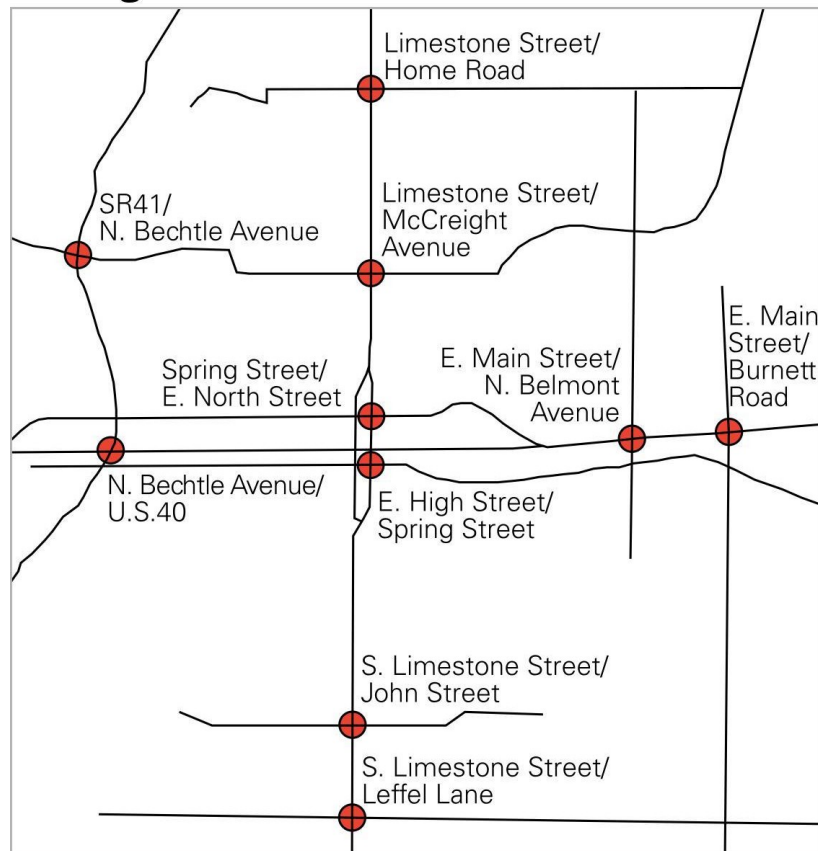 Limestone Street/
Home Road
SR41/
N. Bechtle Avenue
Limestone Street/
McCreight
Avenue
Spring Street/
E. North Street
E. Main Street/
N. Belmont
Avenue
E. Main
Street/
Burnett
Road
N. Bechtle Avenue/
U.S.40
E. High Street/
Spring Street
S. Limestone Street/
John Street
S. Limestone Street/
Leffel Lane